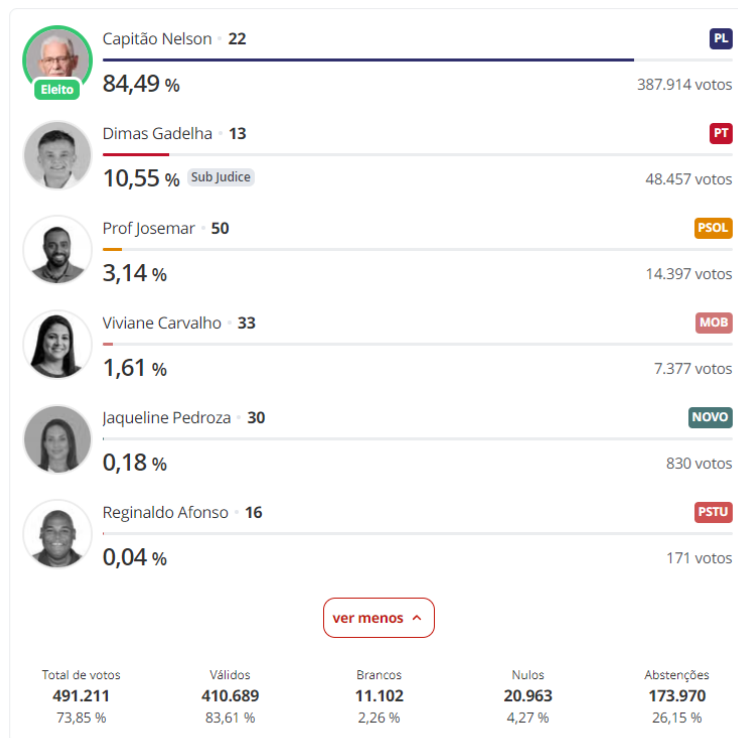 Capitão Nelson • 22 PL
Eleito
84,49 % 387.914 votos
Dimas Gadelha • 13 PT
10,55 % Sub Judice 48.457 votos
Prof Josemar • 50 PSOL
3,14 % 14.397 votos
Viviane Carvalho • 33 MOB
1,61 % 7.377 votos
Jaqueline Pedroza • 30 NOVO
0,18 % 830 votos
Reginaldo Afonso • 16 PSTU
0,04 % 171 votos
ver menos
Total de votos Válidos Brancos Nulos Abstenções
491.211 410.689 11.102 20.963 173.970
73,85 % 83,61 % 2,26 % 4,27 % 26,15 %